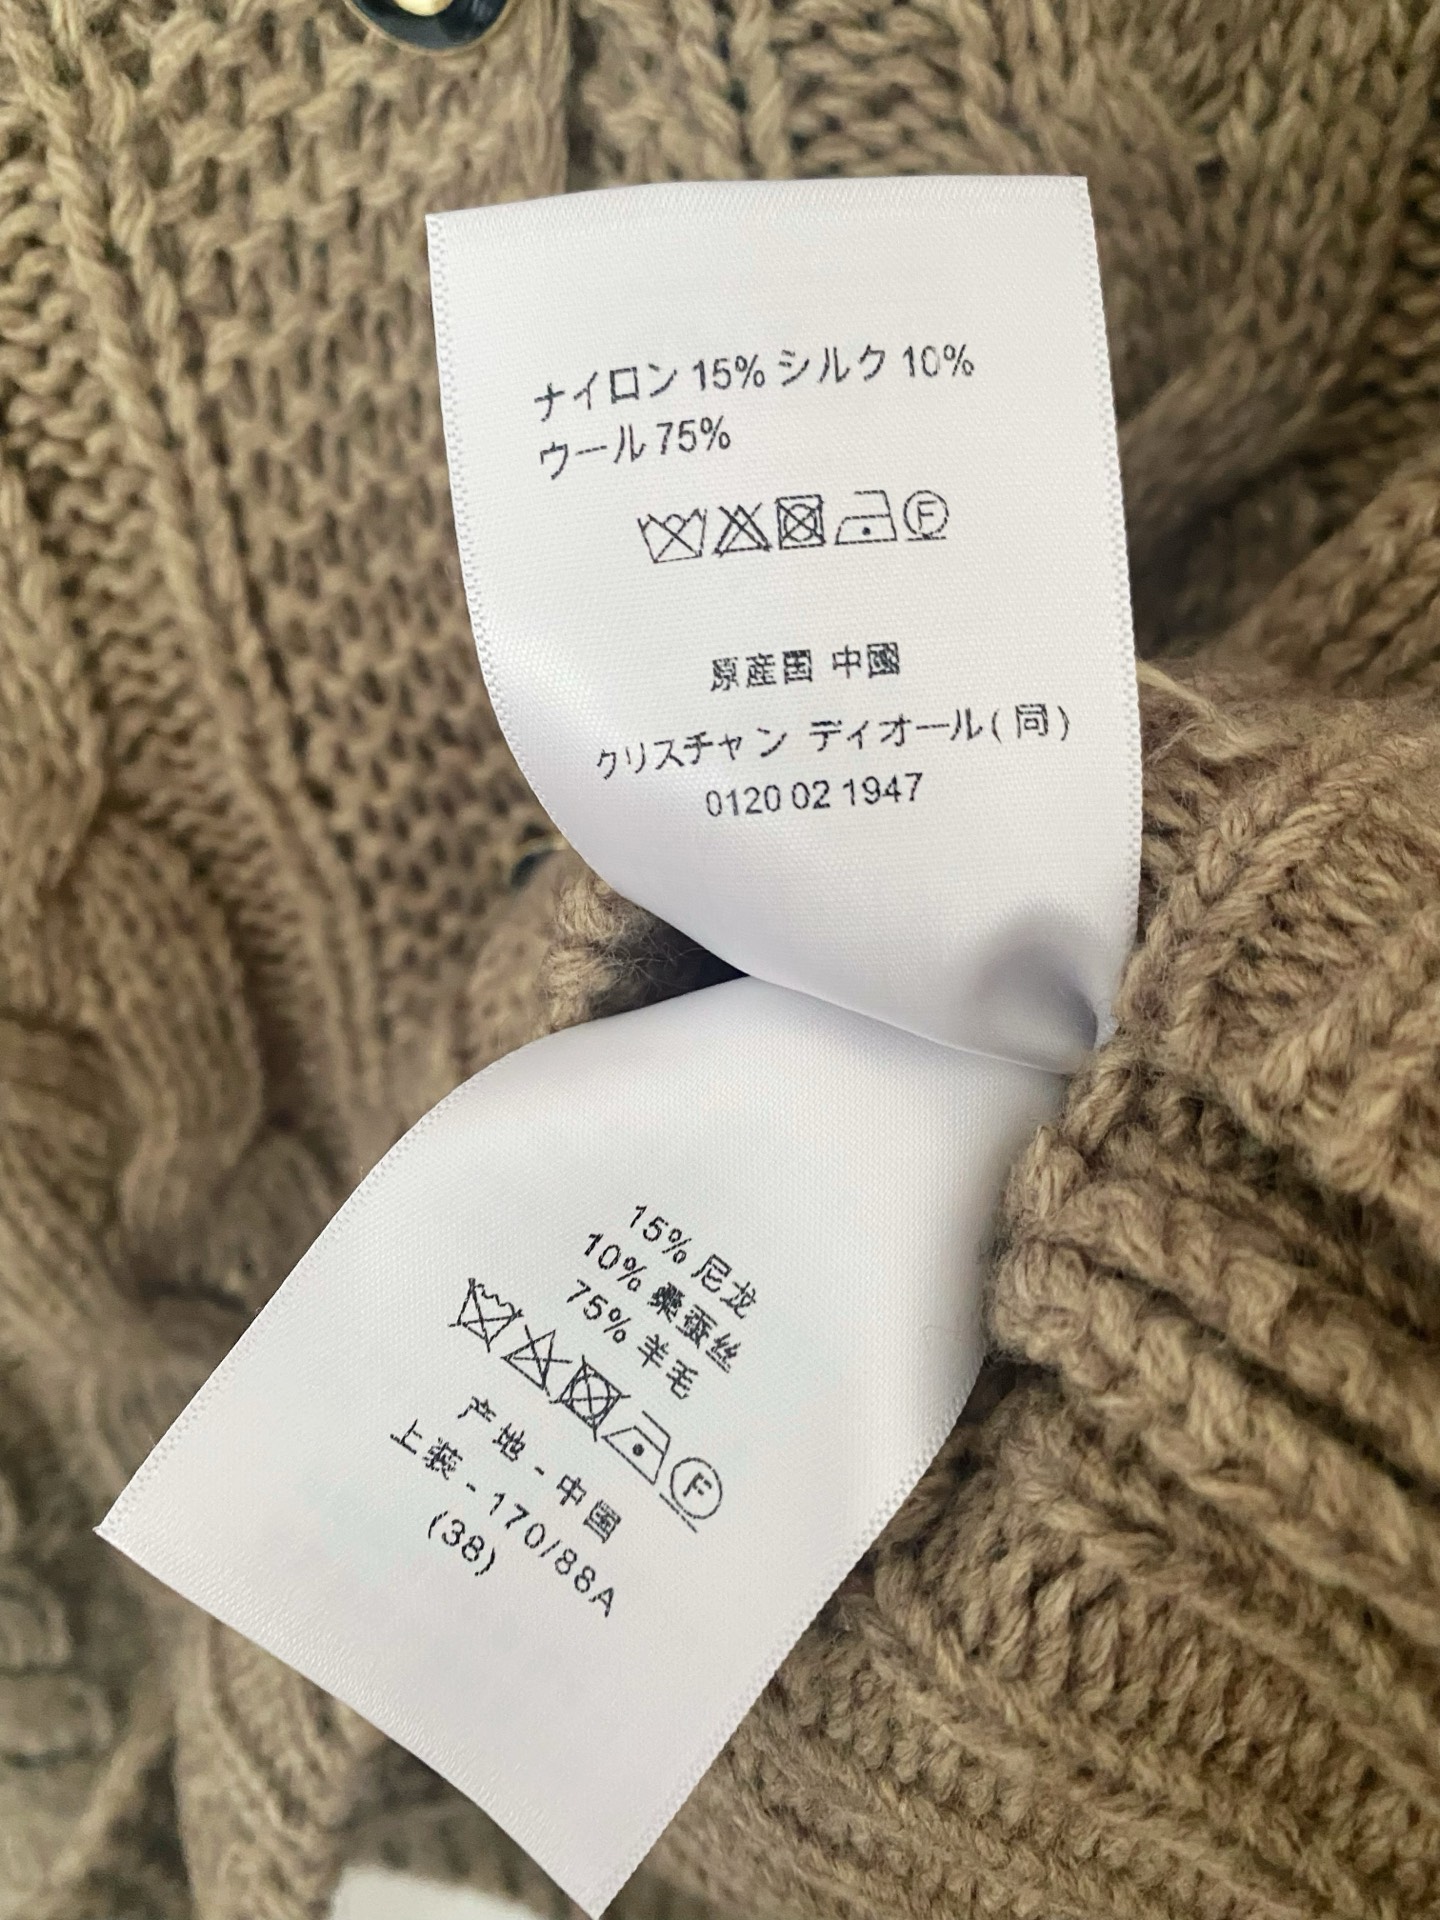 ナイロン 15% シルク 10%
ウール 75%
F
原産国 中國
クリスチャン ディオール ( 同 )
0120 02 1947
15% 尼龙
10% 桑蚕丝
75% 羊毛
F
产地 - 中国
上装 - 170/88A
(38)